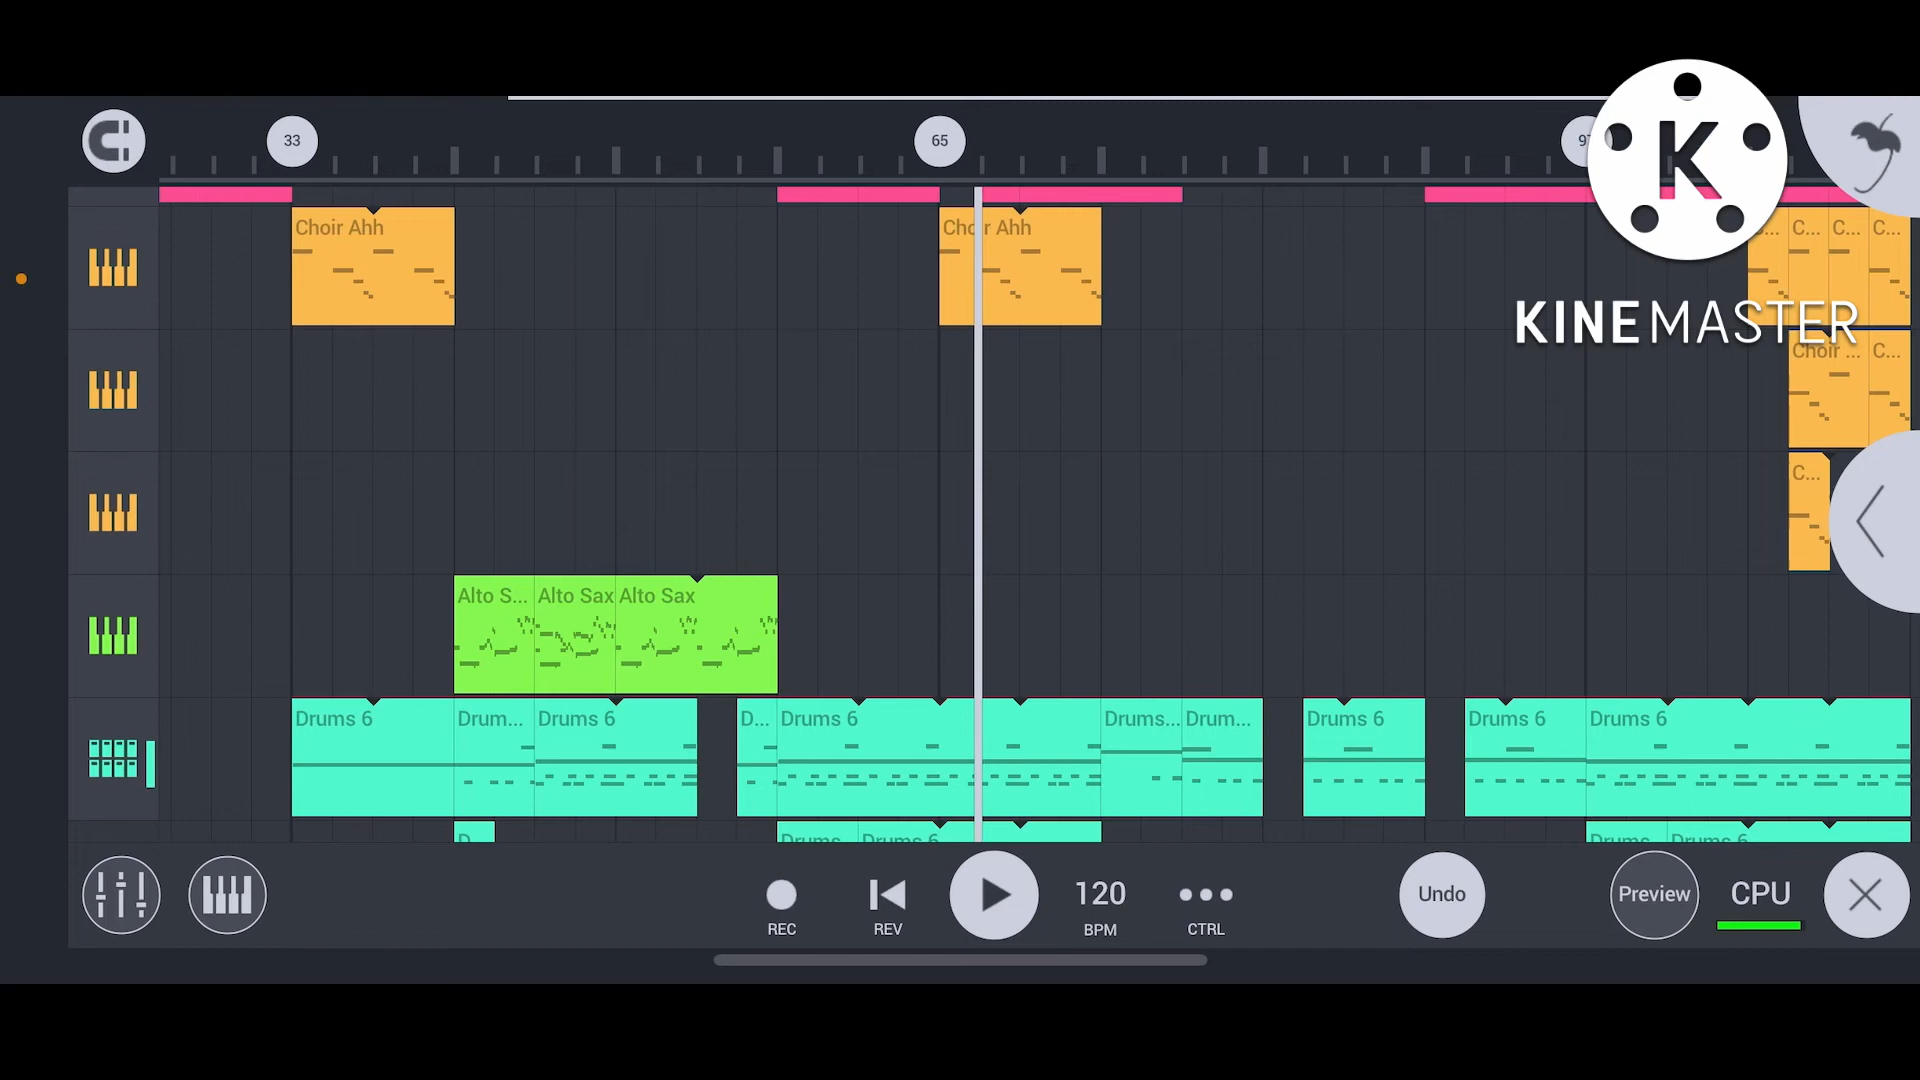 33
65
97
Choir Ahh
Choir Ahh
C...
C...
C...
K
KINEMASTER
Choir ...
C...
C...
Alto S...
Alto Sax
Alto Sax
Drums 6
Drum...
Drums 6
D...
Drums 6
Drums...
Drum...
Drums 6
Drums 6
Drums 6
Drums
Drums 6
Drums
Drums 6
120
Undo
Preview
CPU
REC
REV
BPM
CTRL